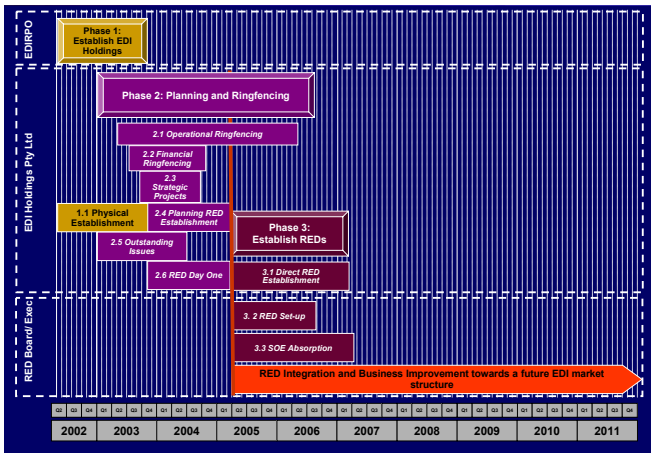 EDIRPO
Phase 1:
Establish EDI
Holdings
EDI Holdings Pty Ltd
Phase 2: Planning and Ringfencing
2.1 Operational Ringfencing
2.2 Financial
Ringfencing
2.3
Strategic
Projects
1.1 Physical
Establishment
2.4 Planning RED
Establishment
Phase 3:
Establish REDs
2.5 Outstanding
Issues
2.6 RED Day One
3.1 Direct RED
Establishment
RED Board/ Exec
3. 2 RED Set-up
3.3 SOE Absorption
RED Integration and Business Improvement towards a future EDI market
structure
Q2 Q3 Q4 Q1 Q2 Q3 Q4 Q1 Q2 Q3 Q4 Q1 Q2 Q3 Q4 Q1 Q2 Q3 Q4 Q1 Q2 Q3 Q4 Q1 Q2 Q3 Q4 Q1 Q2 Q3 Q4 Q1 Q2 Q3 Q4 Q1 Q2 Q3 Q4
2002 2003 2004 2005 2006 2007 2008 2009 2010 2011